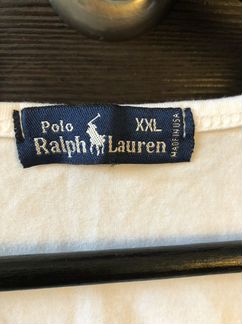 Polo XXL
Ralph Lauren
MADE IN USA